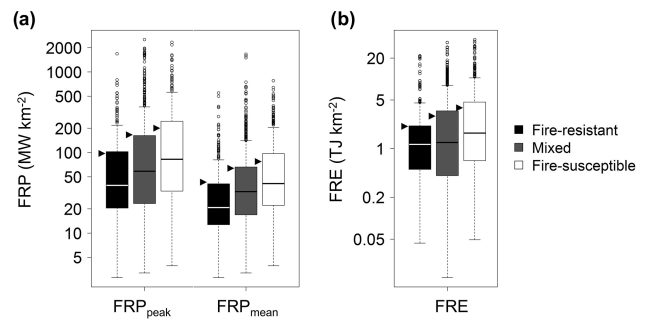 (a)
FRP (MW km⁻²)
2000
1000
500
200
100
50
20
10
5
FRPpeak
FRPmean
(b)
FRE (TJ km⁻²)
20
5
1
0.2
0.05
FRE
Fire-resistant
Mixed
Fire-susceptible